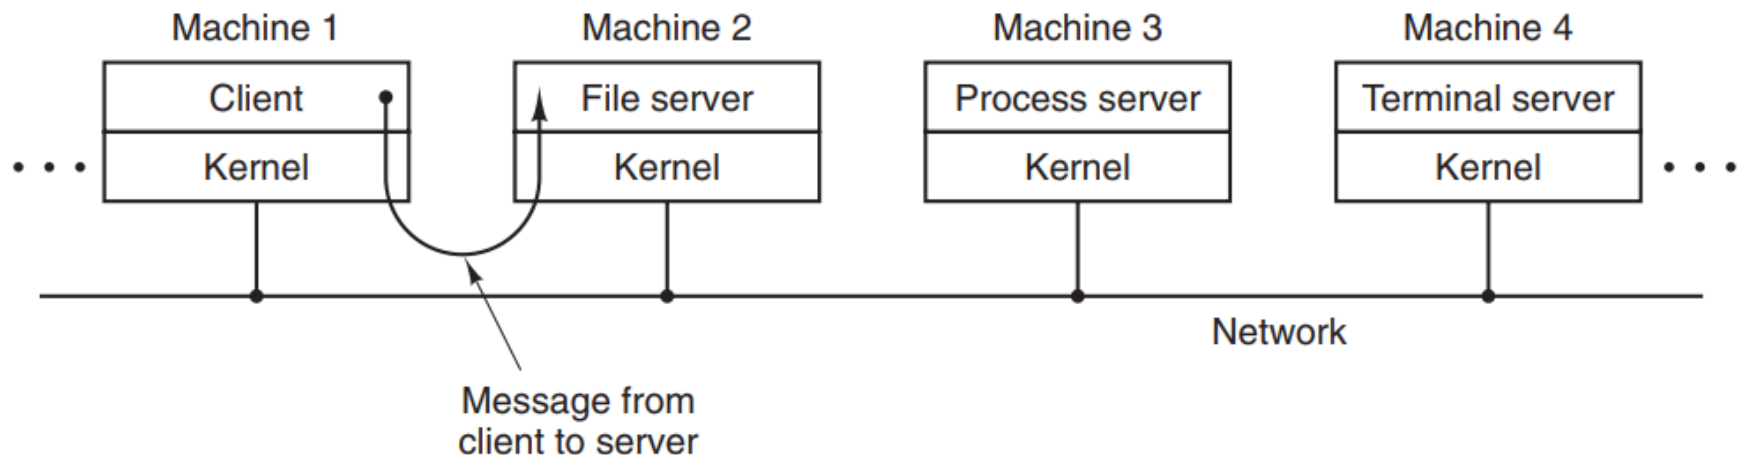 Machine 1
Machine 2
Machine 3
Machine 4
Client
File server
Process server
Terminal server
Kernel
Kernel
Kernel
Kernel
Network
Message from
client to server